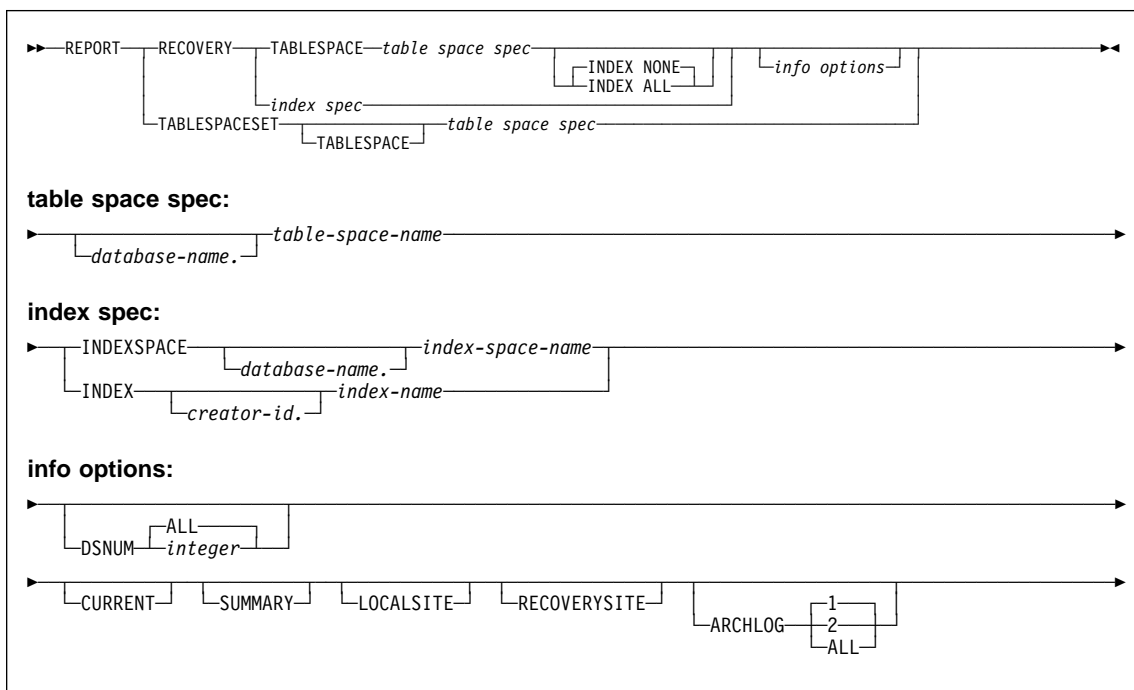 REPORT RECOVERY TABLESPACE table space spec
INDEX NONE
INDEX ALL
info options
index spec
TABLESPACESET table space spec
TABLESPACE
table space spec:
table-space-name
database-name.
index spec:
INDEXSPACE index-space-name
database-name.
INDEX index-name
creator-id.
info options:
ALL
DSNUM integer
CURRENT SUMMARY LOCALSITE RECOVERYSITE
1
ARCHLOG 2
ALL